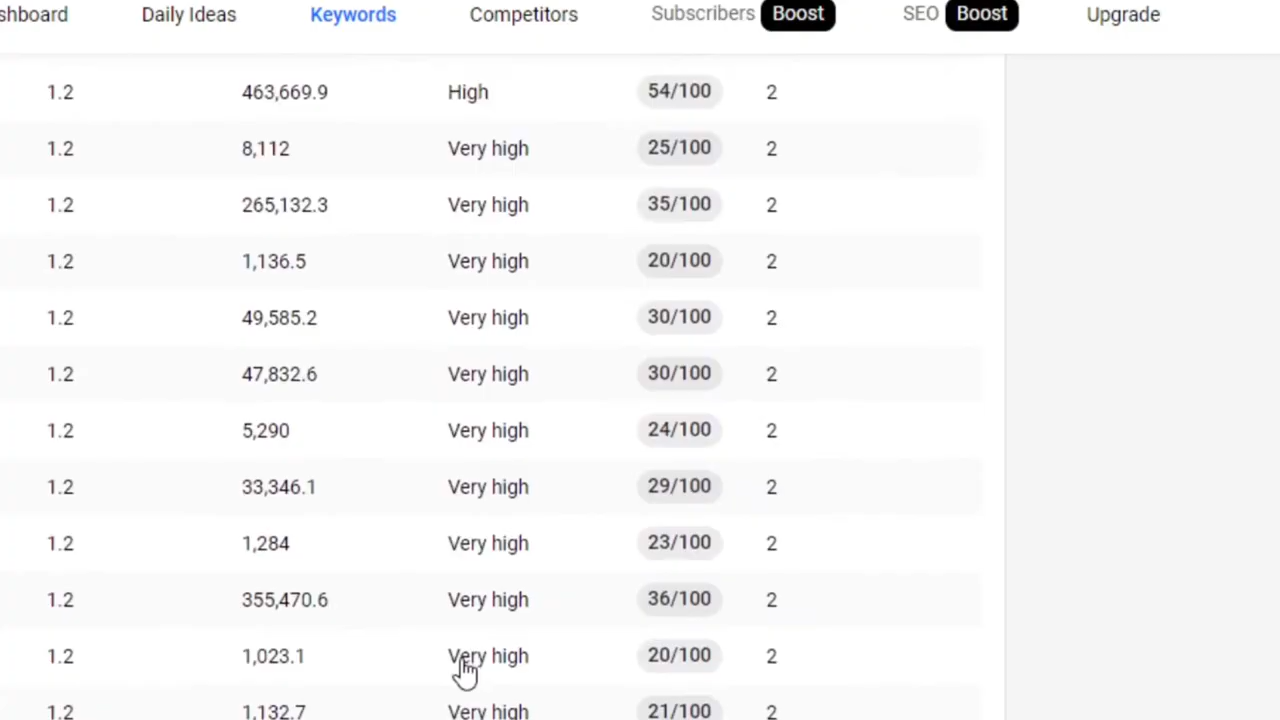 shboard Daily Ideas Keywords Competitors Subscribers Boost SEO Boost Upgrade
1.2 463,669.9 High 54/100 2
1.2 8,112 Very high 25/100 2
1.2 265,132.3 Very high 35/100 2
1.2 1,136.5 Very high 20/100 2
1.2 49,585.2 Very high 30/100 2
1.2 47,832.6 Very high 30/100 2
1.2 5,290 Very high 24/100 2
1.2 33,346.1 Very high 29/100 2
1.2 1,284 Very high 23/100 2
1.2 355,470.6 Very high 36/100 2
1.2 1,023.1 Very high 20/100 2
1.2 1,132.7 Very high 21/100 2